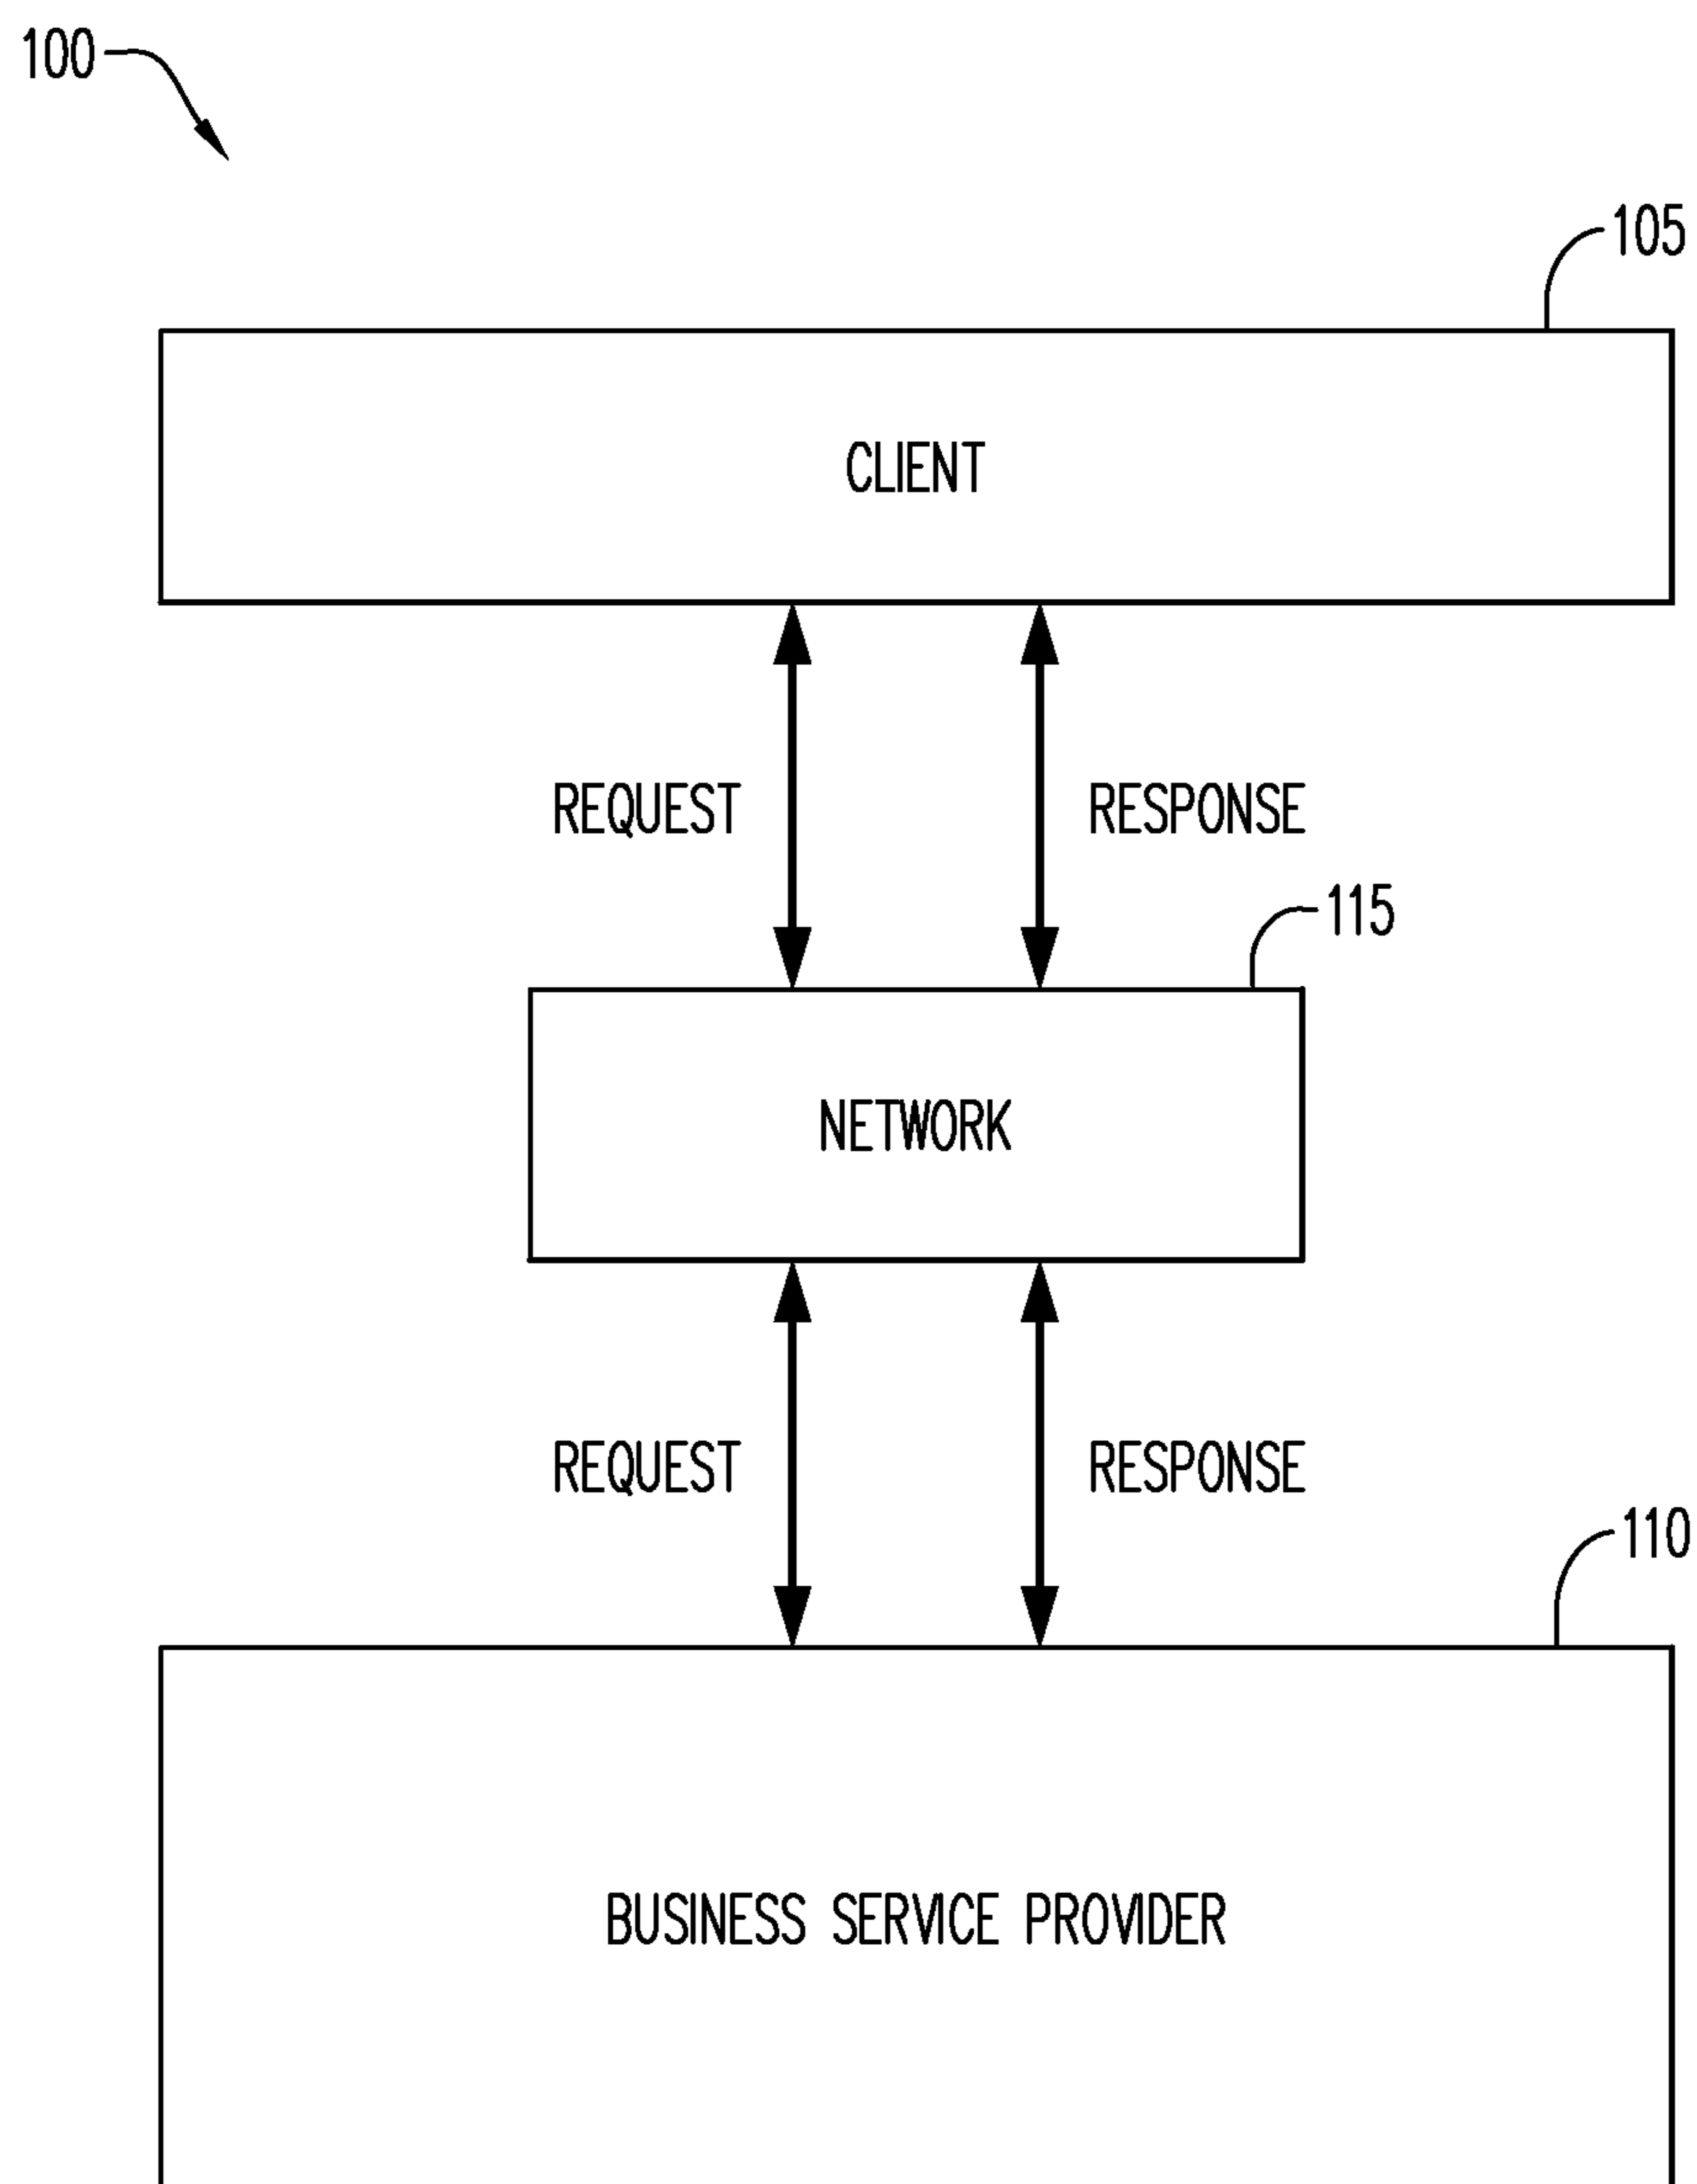 100
105
CLIENT
REQUEST
RESPONSE
115
NETWORK
REQUEST
RESPONSE
110
BUSINESS SERVICE PROVIDER